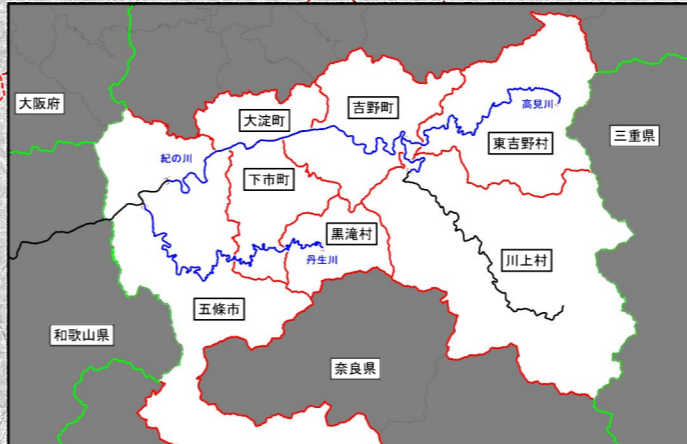 大阪府
大淀町
吉野町
高見川
東吉野村
三重県
紀の川
下市町
黒滝村
丹生川
川上村
五條市
和歌山県
奈良県